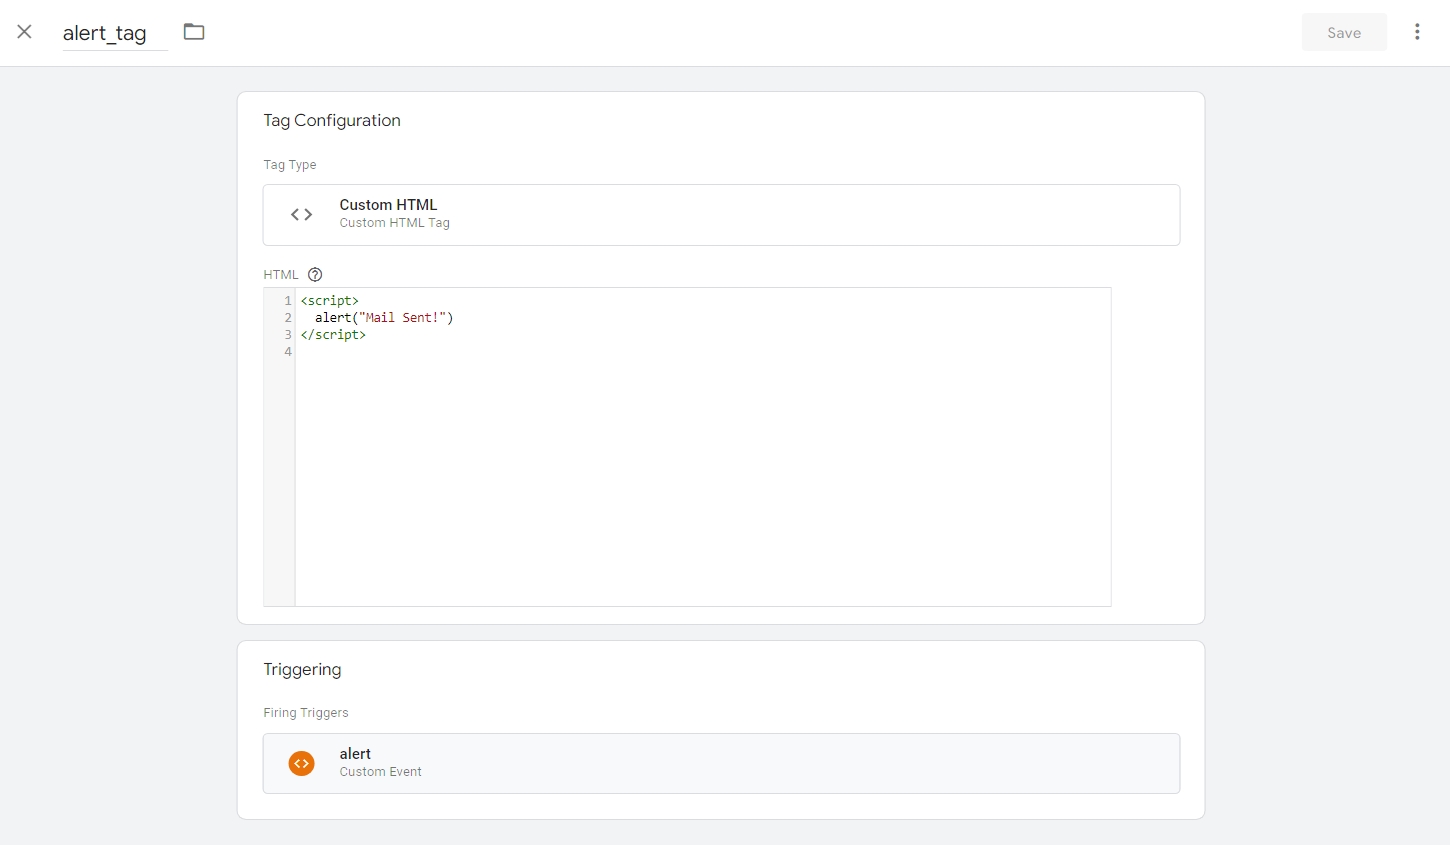 alert_tag
Save
Tag Configuration
Tag Type
Custom HTML
Custom HTML Tag
HTML
1 <script>
2   alert("Mail Sent!")
3 </script>
4
Triggering
Firing Triggers
alert
Custom Event